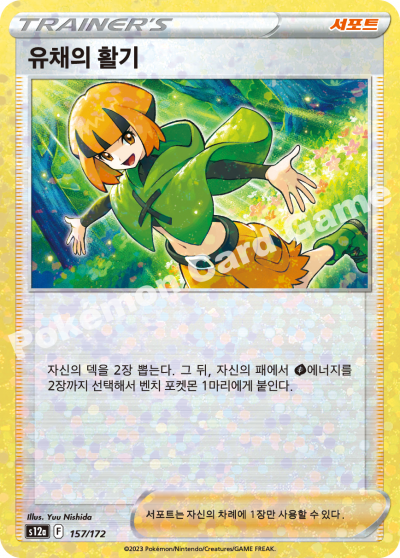 TRAINER'S
서포트
유채의 활기
Pokémon Card Game
자신의 덱을 2장 뽑는다. 그 뒤, 자신의 패에서 에너지를
2장까지 선택해서 벤치 포켓몬 1마리에게 붙인다.
Illus. Yuu Nishida
서포트는 자신의 차례에 1장만 사용할 수 있다.
s12a F 157/172
©2023 Pokémon/Nintendo/Creatures/GAME FREAK.